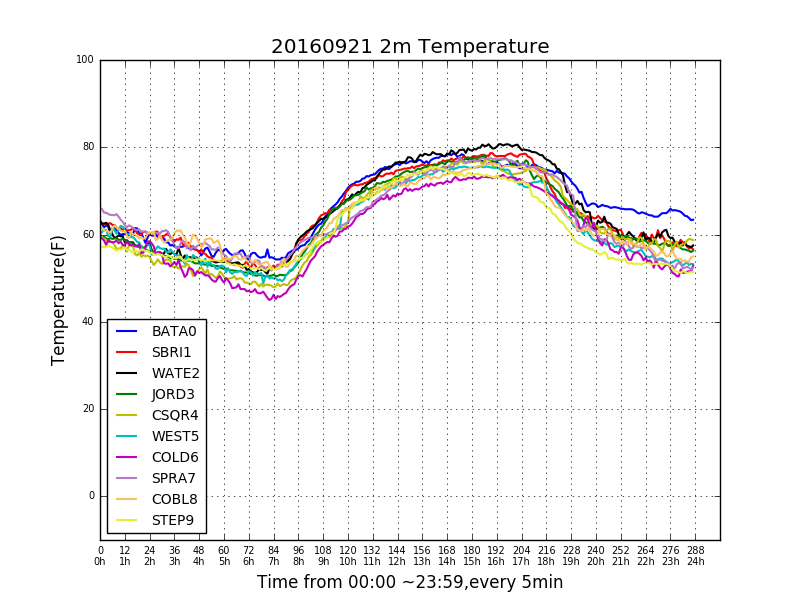 20160921 2m Temperature
100
80
60
40
20
0
Temperature(F)
BATA0
SBRI1
WATE2
JORD3
CSQR4
WEST5
COLD6
SPRA7
COBL8
STEP9
0 12 24 36 48 60 72 84 96 108 120 132 144 156 168 180 192 204 216 228 240 252 264 276 288
0h 1h 2h 3h 4h 5h 6h 7h 8h 9h 10h 11h 12h 13h 14h 15h 16h 17h 18h 19h 20h 21h 22h 23h 24h
Time from 00:00 ~23:59,every 5min